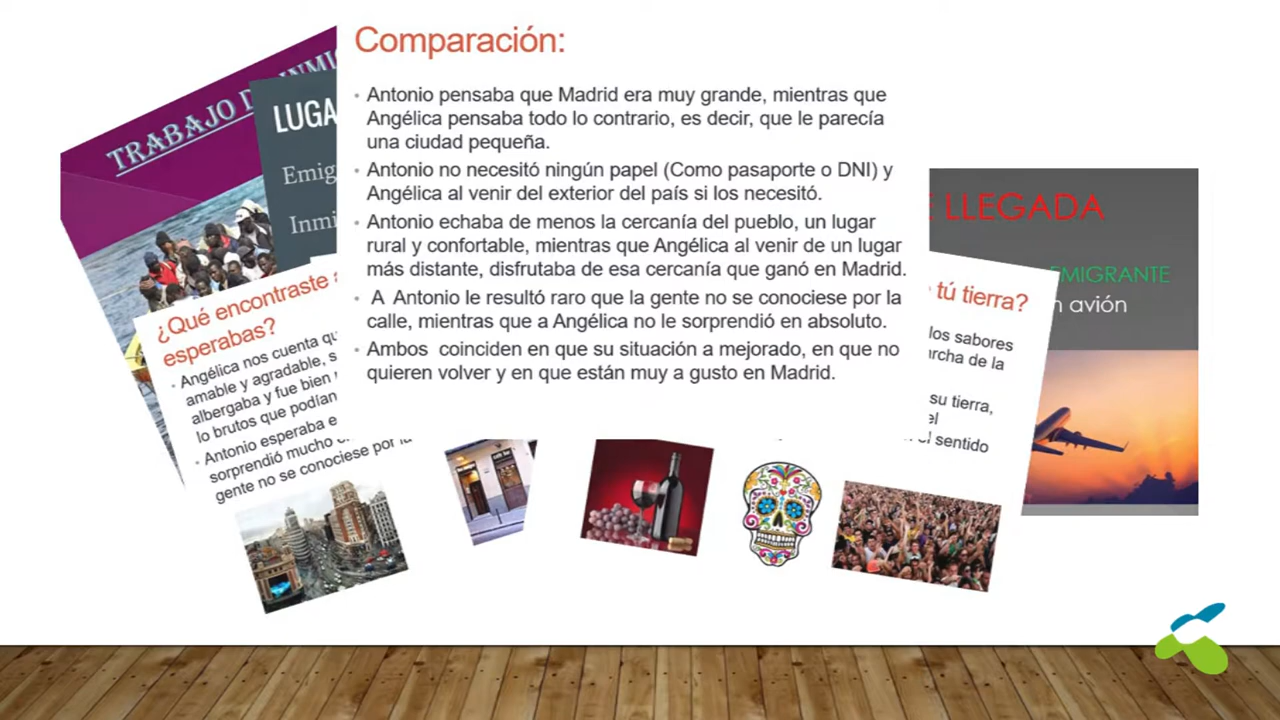 Comparación:
Antonio pensaba que Madrid era muy grande, mientras que
Angélica pensaba todo lo contrario, es decir, que le parecía
una ciudad pequeña.
Antonio no necesitó ningún papel (Como pasaporte o DNI) y
Angélica al venir del exterior del país si los necesitó.
Antonio echaba de menos la cercanía del pueblo, un lugar
rural y confortable, mientras que Angélica al venir de un lugar
más distante, disfrutaba de esa cercanía que ganó en Madrid.
A Antonio le resultó raro que la gente no se conociese por la
calle, mientras que a Angélica no le sorprendió en absoluto.
Ambos coinciden en que su situación a mejorado, en que no
quieren volver y en que están muy a gusto en Madrid.
TRABAJO D INMI
LUGA
Emig
Inmi
¿Qué encontraste
esperabas?
Angélica nos cuenta qu
amable y agradable, s
albergaba y fue bien
lo brutos que podían
Antonio esperaba e
sorprendió mucho
gente no se conociese por la
E LLEGADA
EMIGRANTE
n avión
tú tierra?
los sabores
archa de la
su tierra,
el
el sentido